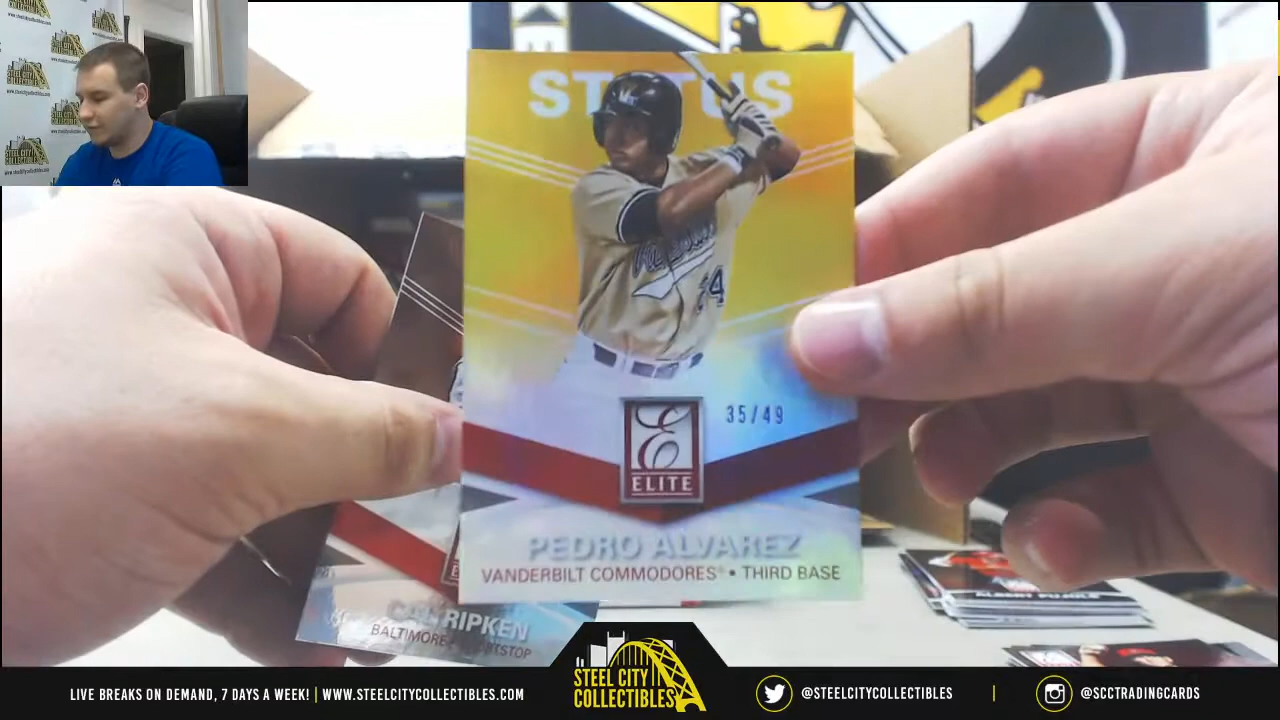 STATUS
35/49
E
ELITE
PEDRO ALVAREZ
VANDERBILT COMMODORES® • THIRD BASE
CAL RIPKEN
BALTIMORE
LIVE BREAKS ON DEMAND, 7 DAYS A WEEK! | WWW.STEELCITYCOLLECTIBLES.COM
STEEL CITY
COLLECTIBLES
@STEELCITYCOLLECTIBLES
|
@SCCTRADINGCARDS